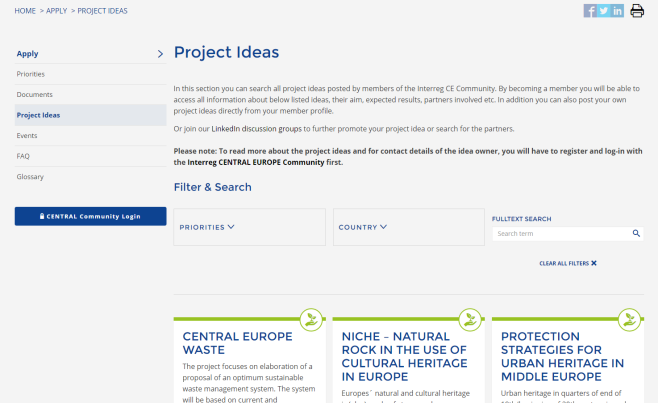 HOME > APPLY > PROJECT IDEAS
Apply >
Priorities
Documents
Project Ideas
Events
FAQ
Glossary
CENTRAL Community Login
Project Ideas
In this section you can search all project ideas posted by members of the Interreg CE Community. By becoming a member you will be able to
access all information about below listed ideas, their aim, expected results, partners involved etc. In addition you can also post your own
project ideas directly from your member profile.
Or join our LinkedIn discussion groups to further promote your project idea or search for the partners.
Please note: To read more about the project ideas and for contact details of the idea owner, you will have to register and log-in with
the Interreg CENTRAL EUROPE Community first.
Filter & Search
PRIORITIES
COUNTRY
FULLTEXT SEARCH
Search term
CLEAR ALL FILTERS X
CENTRAL EUROPE
WASTE
The project focuses on elaboration of a
proposal of an optimum sustainable
waste management system. The system
will be based on current and
NICHE – NATURAL
ROCK IN THE USE OF
CULTURAL HERITAGE
IN EUROPE
Europes` natural and cultural heritage
PROTECTION
STRATEGIES FOR
URBAN HERITAGE IN
MIDDLE EUROPE
Urban heritage in quarters of end of